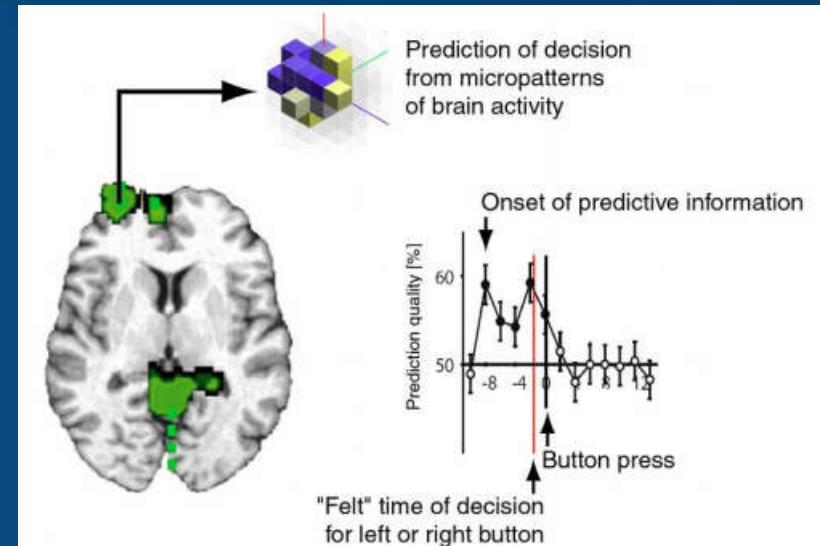 Prediction of decision
from micropatterns
of brain activity
Onset of predictive information
Prediction quality [%]
60
50
-8 -4 0 8 12
Button press
"Felt" time of decision
for left or right button